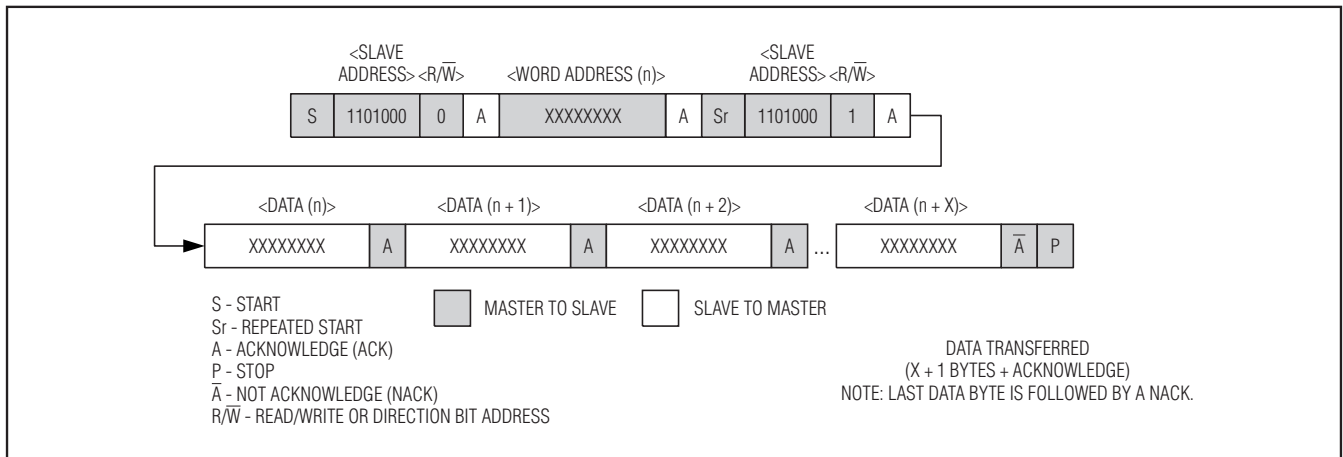 <SLAVE ADDRESS> <R/W̅> <WORD ADDRESS (n)> <SLAVE ADDRESS> <R/W̅>
S 1101000 0 A XXXXXXXX A Sr 1101000 1 A
<DATA (n)> <DATA (n + 1)> <DATA (n + 2)> <DATA (n + X)>
XXXXXXXX A XXXXXXXX A XXXXXXXX A ... XXXXXXXX A̅ P
S - START
Sr - REPEATED START
A - ACKNOWLEDGE (ACK)
P - STOP
A̅ - NOT ACKNOWLEDGE (NACK)
R/W̅ - READ/WRITE OR DIRECTION BIT ADDRESS
MASTER TO SLAVE SLAVE TO MASTER
DATA TRANSFERRED
(X + 1 BYTES + ACKNOWLEDGE)
NOTE: LAST DATA BYTE IS FOLLOWED BY A NACK.